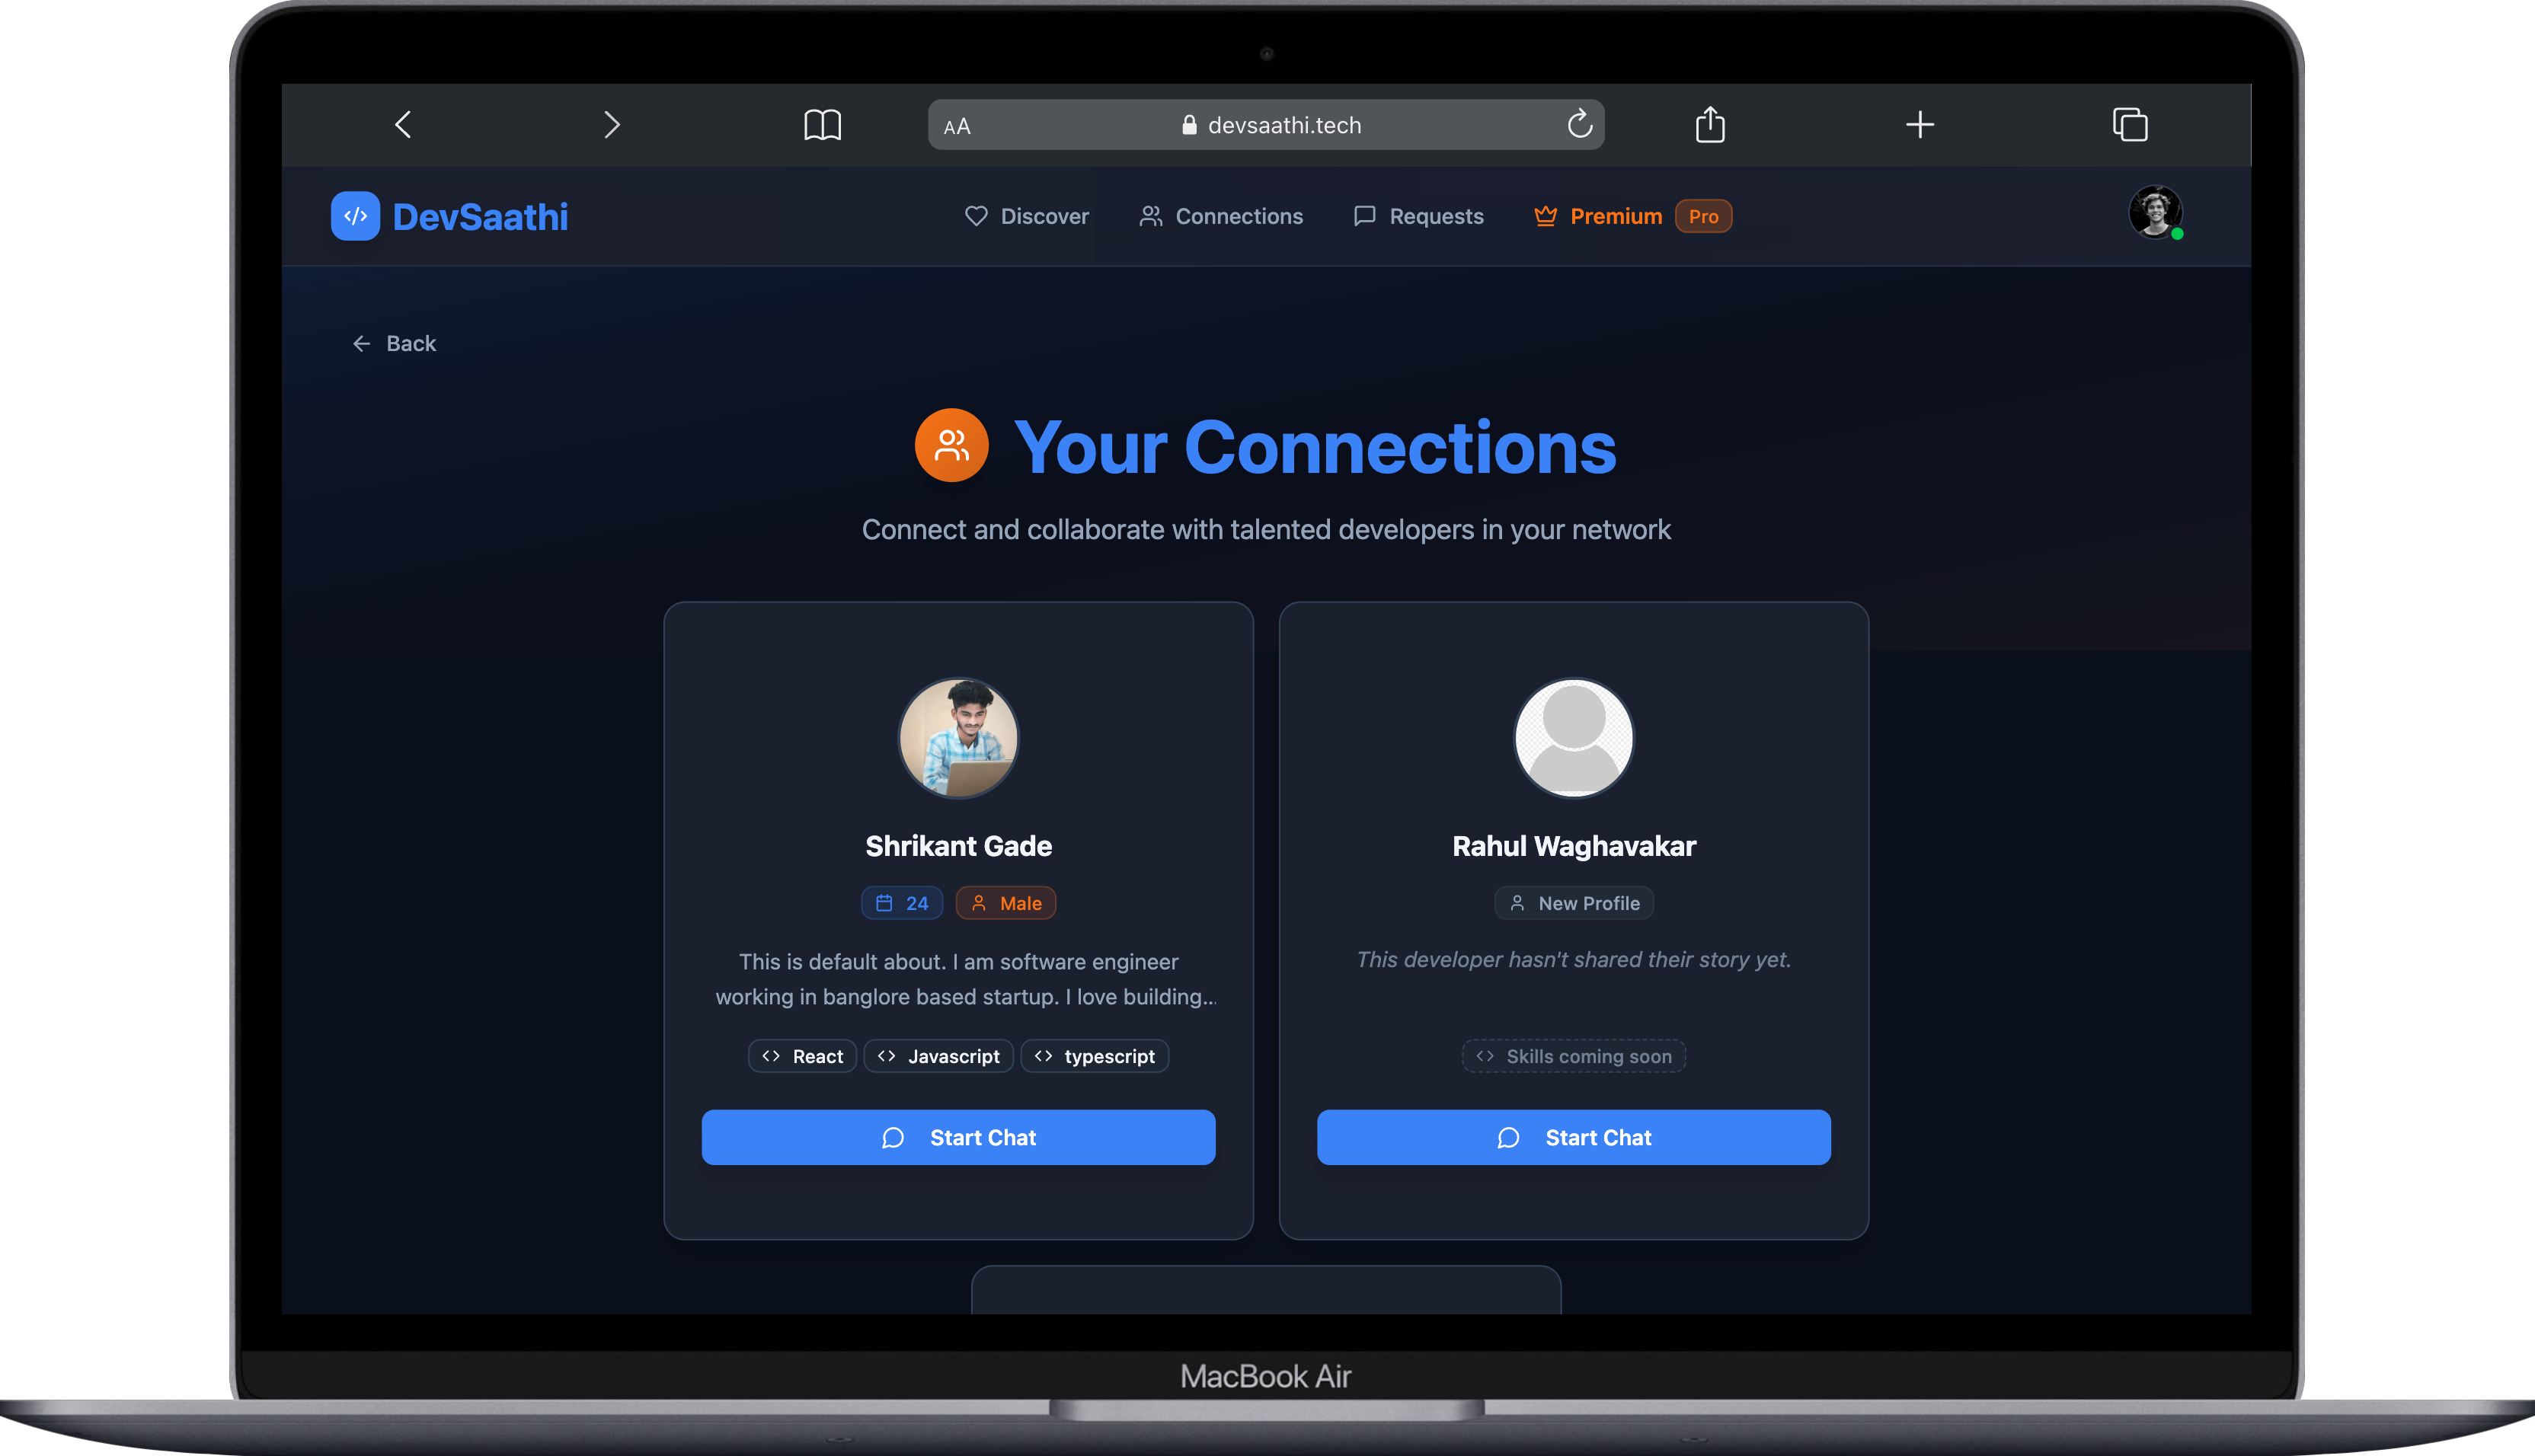 AA devsaathi.tech
DevSaathi
Discover Connections Requests Premium Pro
Back
Your Connections
Connect and collaborate with talented developers in your network
Shrikant Gade
24 Male
This is default about. I am software engineer
working in banglore based startup. I love building...
React Javascript typescript
Start Chat
Rahul Waghavakar
New Profile
This developer hasn't shared their story yet.
Skills coming soon
Start Chat
MacBook Air